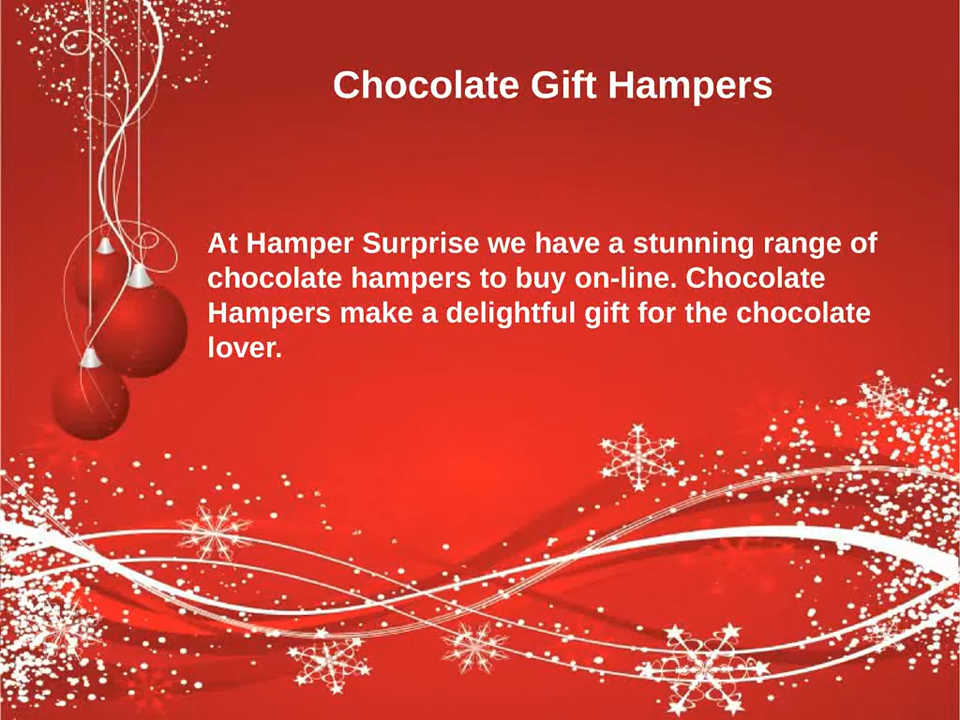 Chocolate Gift Hampers
At Hamper Surprise we have a stunning range of
chocolate hampers to buy on-line. Chocolate
Hampers make a delightful gift for the chocolate
lover.